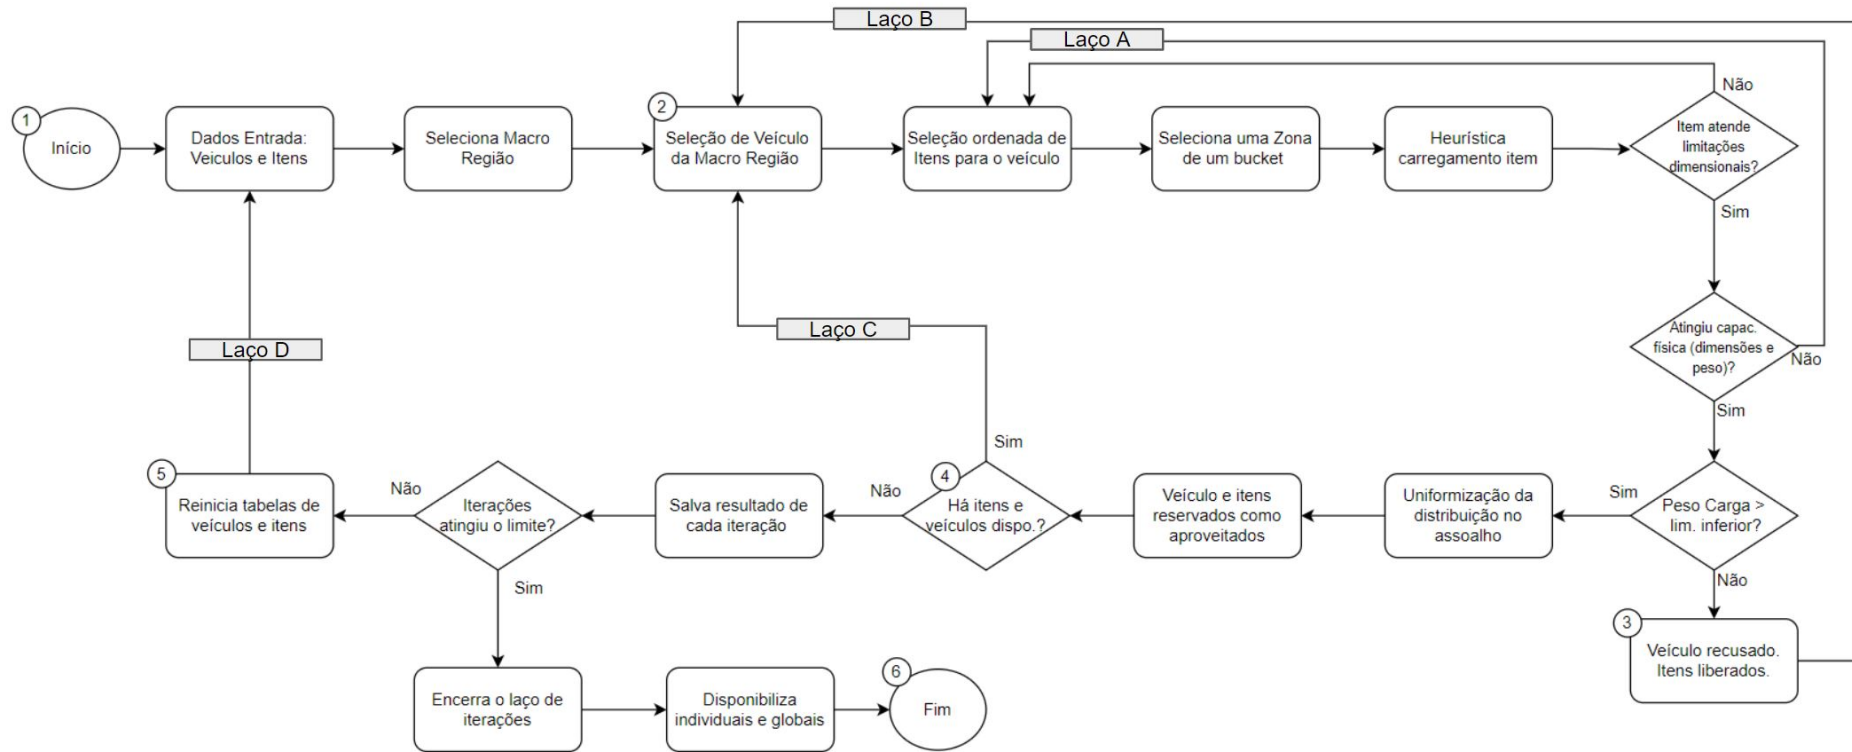 Laço B
Laço A
1
Início
Dados Entrada:
Veiculos e Itens
Seleciona Macro
Região
2
Seleção de Veículo
da Macro Região
Seleção ordenada de
Itens para o veículo
Seleciona uma Zona
de um bucket
Heurística
carregamento item
Não
Item atende
limitações
dimensionais?
Sim
Atingiu capac.
física (dimensões e
peso)?
Não
Sim
Laço C
Laço D
5
Reinicia tabelas de
veículos e itens
Não
Iterações
atingiu o limite?
Sim
Salva resultado de
cada iteração
Não
4
Há itens e
veículos dispo.?
Sim
Veículo e itens
reservados como
aproveitados
Uniformização da
distribuição no
assoalho
Sim
Peso Carga >
lim. inferior?
Não
3
Veículo recusado.
Itens liberados.
Encerra o laço de
iterações
Disponibiliza
individuais e globais
6
Fim